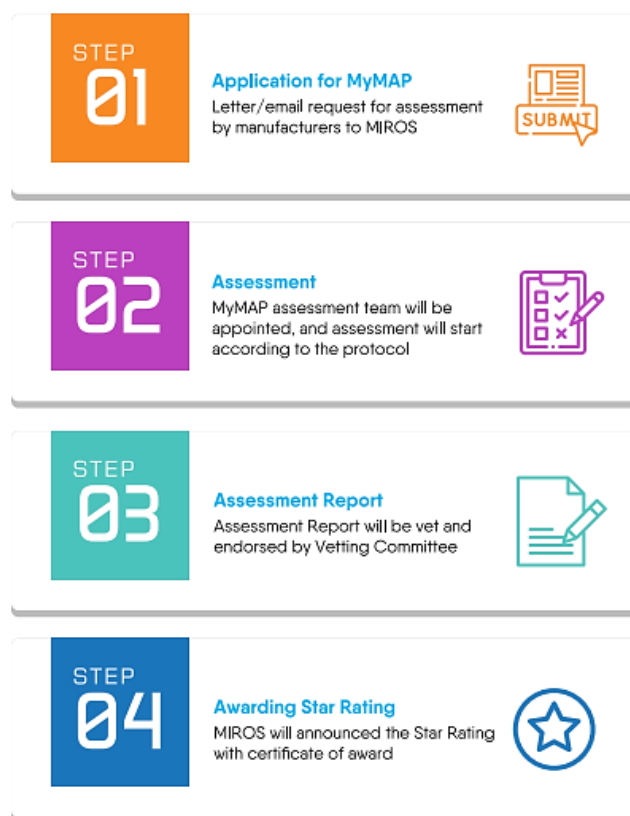 STEP
01
Application for MyMAP
Letter/email request for assessment
by manufacturers to MIROS
SUBMIT
STEP
02
Assessment
MyMAP assessment team will be
appointed, and assessment will start
according to the protocol
STEP
03
Assessment Report
Assessment Report will be vet and
endorsed by Vetting Committee
STEP
04
Awarding Star Rating
MIROS will announced the Star Rating
with certificate of award